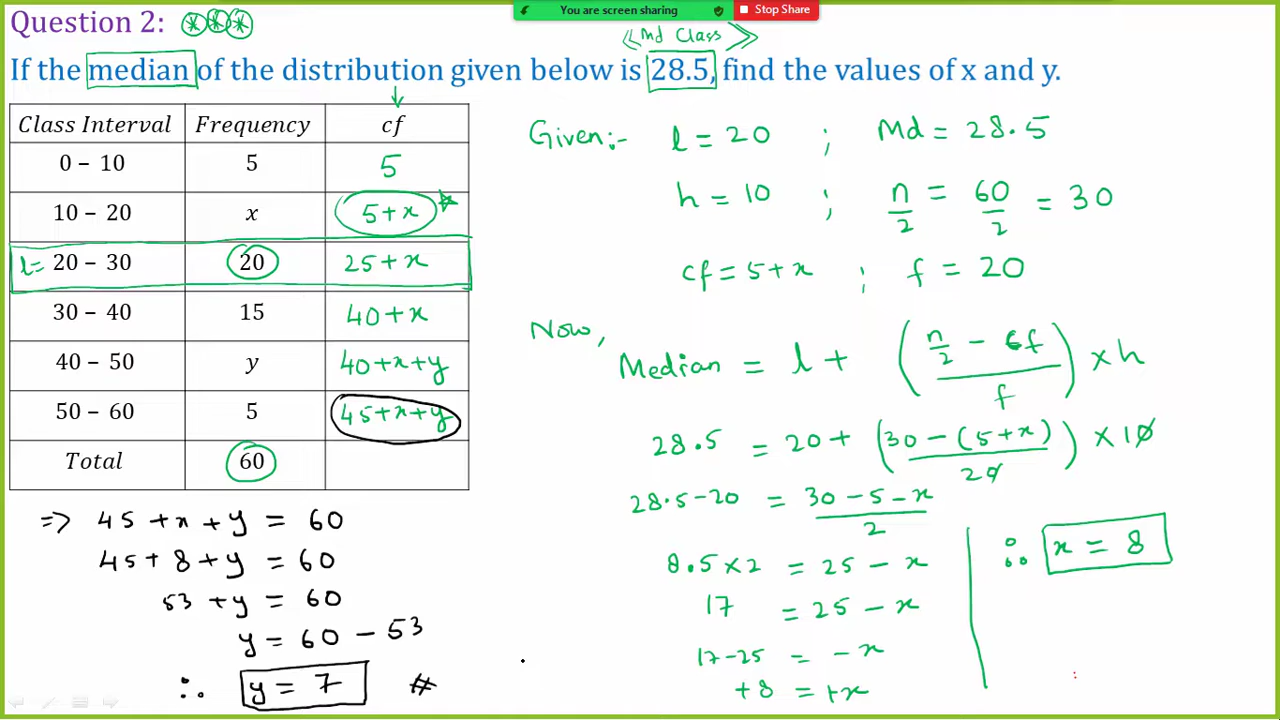 You are screen sharing
Stop Share
Question 2:
Md Class
If the median of the distribution given below is 28.5, find the values of x and y.
Class Interval Frequency cf
0 – 10 5 5
10 – 20 x 5+x
l= 20 – 30 20 25+x
30 – 40 15 40+x
40 – 50 y 40+x+y
50 – 60 5 45+x+y
Total 60
=> 45 + x + y = 60
45 + 8 + y = 60
53 + y = 60
y = 60 – 53
∴ y = 7 #
Given:- l = 20 ; Md = 28.5
h = 10 ; n/2 = 60/2 = 30
cf = 5+x ; f = 20
Now,
Median = l + ( (n/2 – cf) / f ) × h
28.5 = 20 + ( (30 – (5+x)) / 20 ) × 10
28.5-20 = (30 – 5 – x) / 2
8.5×2 = 25 – x
17 = 25 – x
17-25 = -x
+8 = +x
∴ x = 8